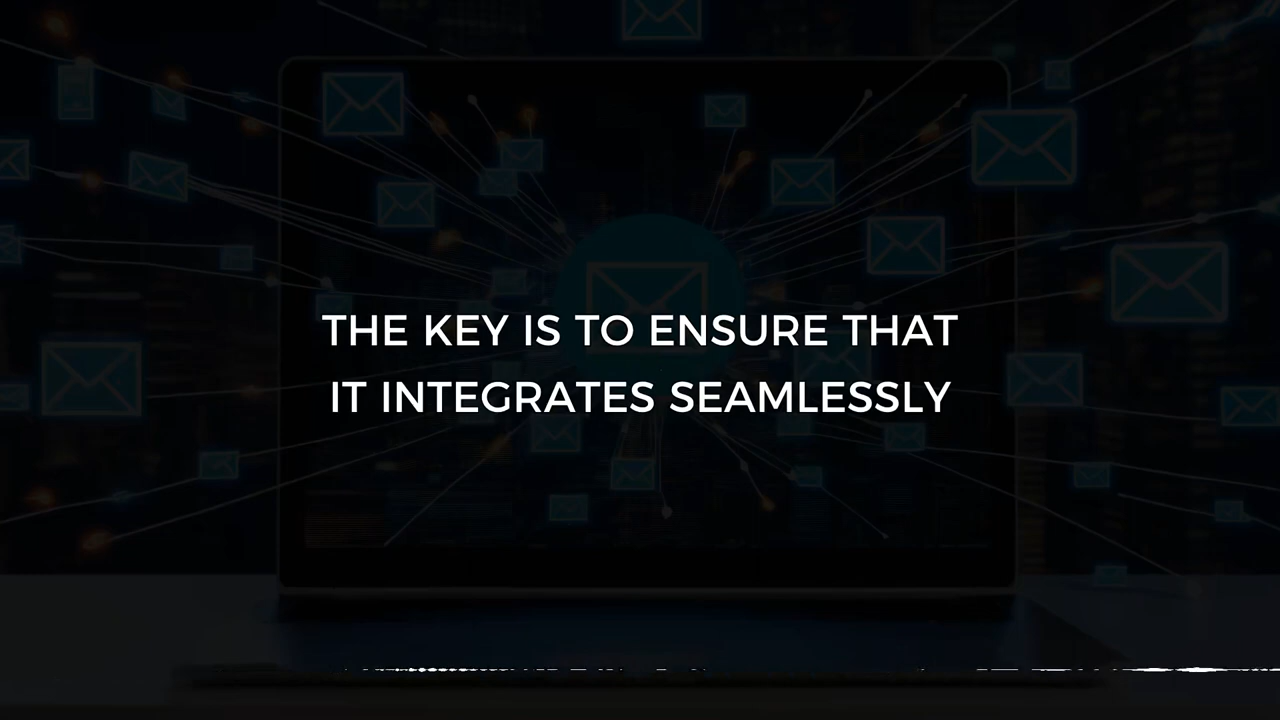 THE KEY IS TO ENSURE THAT
IT INTEGRATES SEAMLESSLY